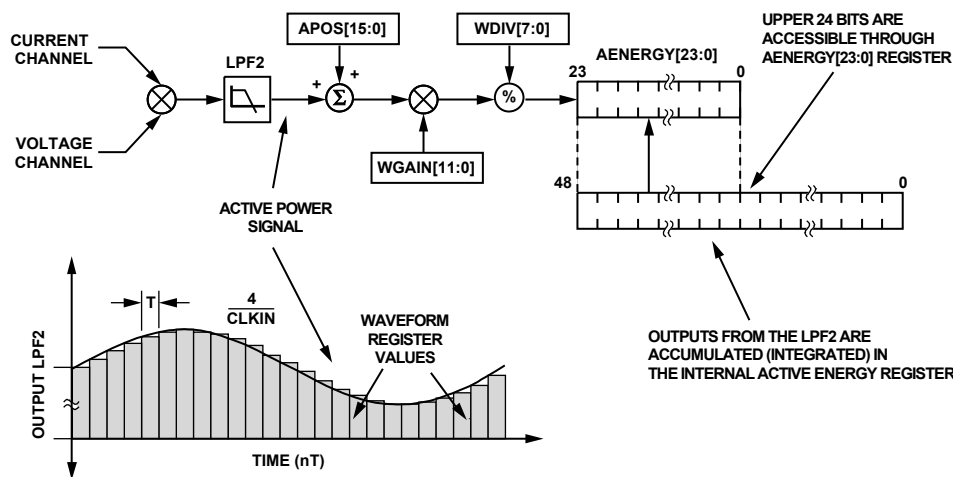 CURRENT
CHANNEL
VOLTAGE
CHANNEL
LPF2
APOS[15:0]
+
+
Σ
WGAIN[11:0]
WDIV[7:0]
%
AENERGY[23:0]
23
0
UPPER 24 BITS ARE
ACCESSIBLE THROUGH
AENERGY[23:0] REGISTER
48
0
ACTIVE POWER
SIGNAL
OUTPUTS FROM THE LPF2 ARE
ACCUMULATED (INTEGRATED) IN
THE INTERNAL ACTIVE ENERGY REGISTER
OUTPUT LPF2
T
4
CLKIN
WAVEFORM
REGISTER
VALUES
TIME (nT)